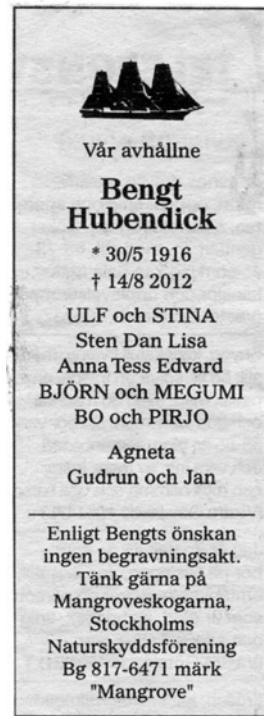 Vår avhållne
Bengt
Hubendick
* 30/5 1916
† 14/8 2012
ULF och STINA
Sten Dan Lisa
Anna Tess Edvard
BJÖRN och MEGUMI
BO och PIRJO
Agneta
Gudrun och Jan
Enligt Bengts önskan
ingen begravningsakt.
Tänk gärna på
Mangroveskogarna,
Stockholms
Naturskyddsförening
Bg 817-6471 märk
"Mangrove"